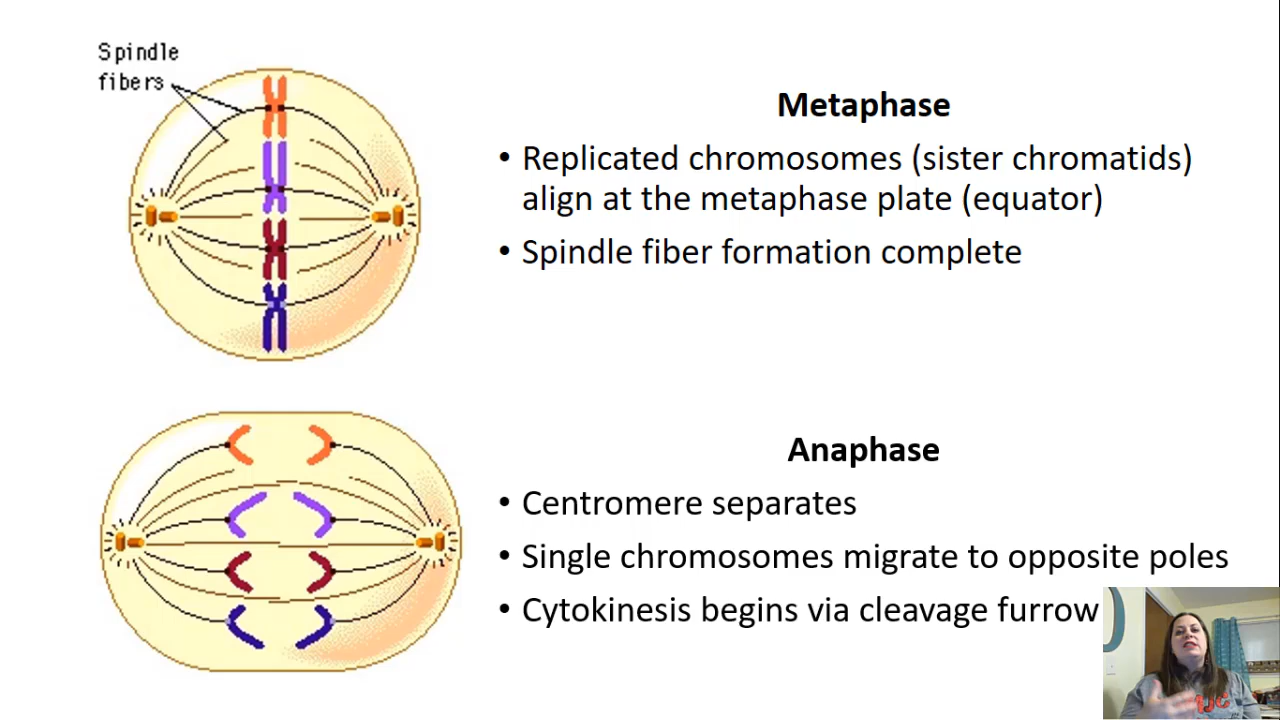 Spindle
fibers
Metaphase
• Replicated chromosomes (sister chromatids)
align at the metaphase plate (equator)
• Spindle fiber formation complete
Anaphase
• Centromere separates
• Single chromosomes migrate to opposite poles
• Cytokinesis begins via cleavage furrow